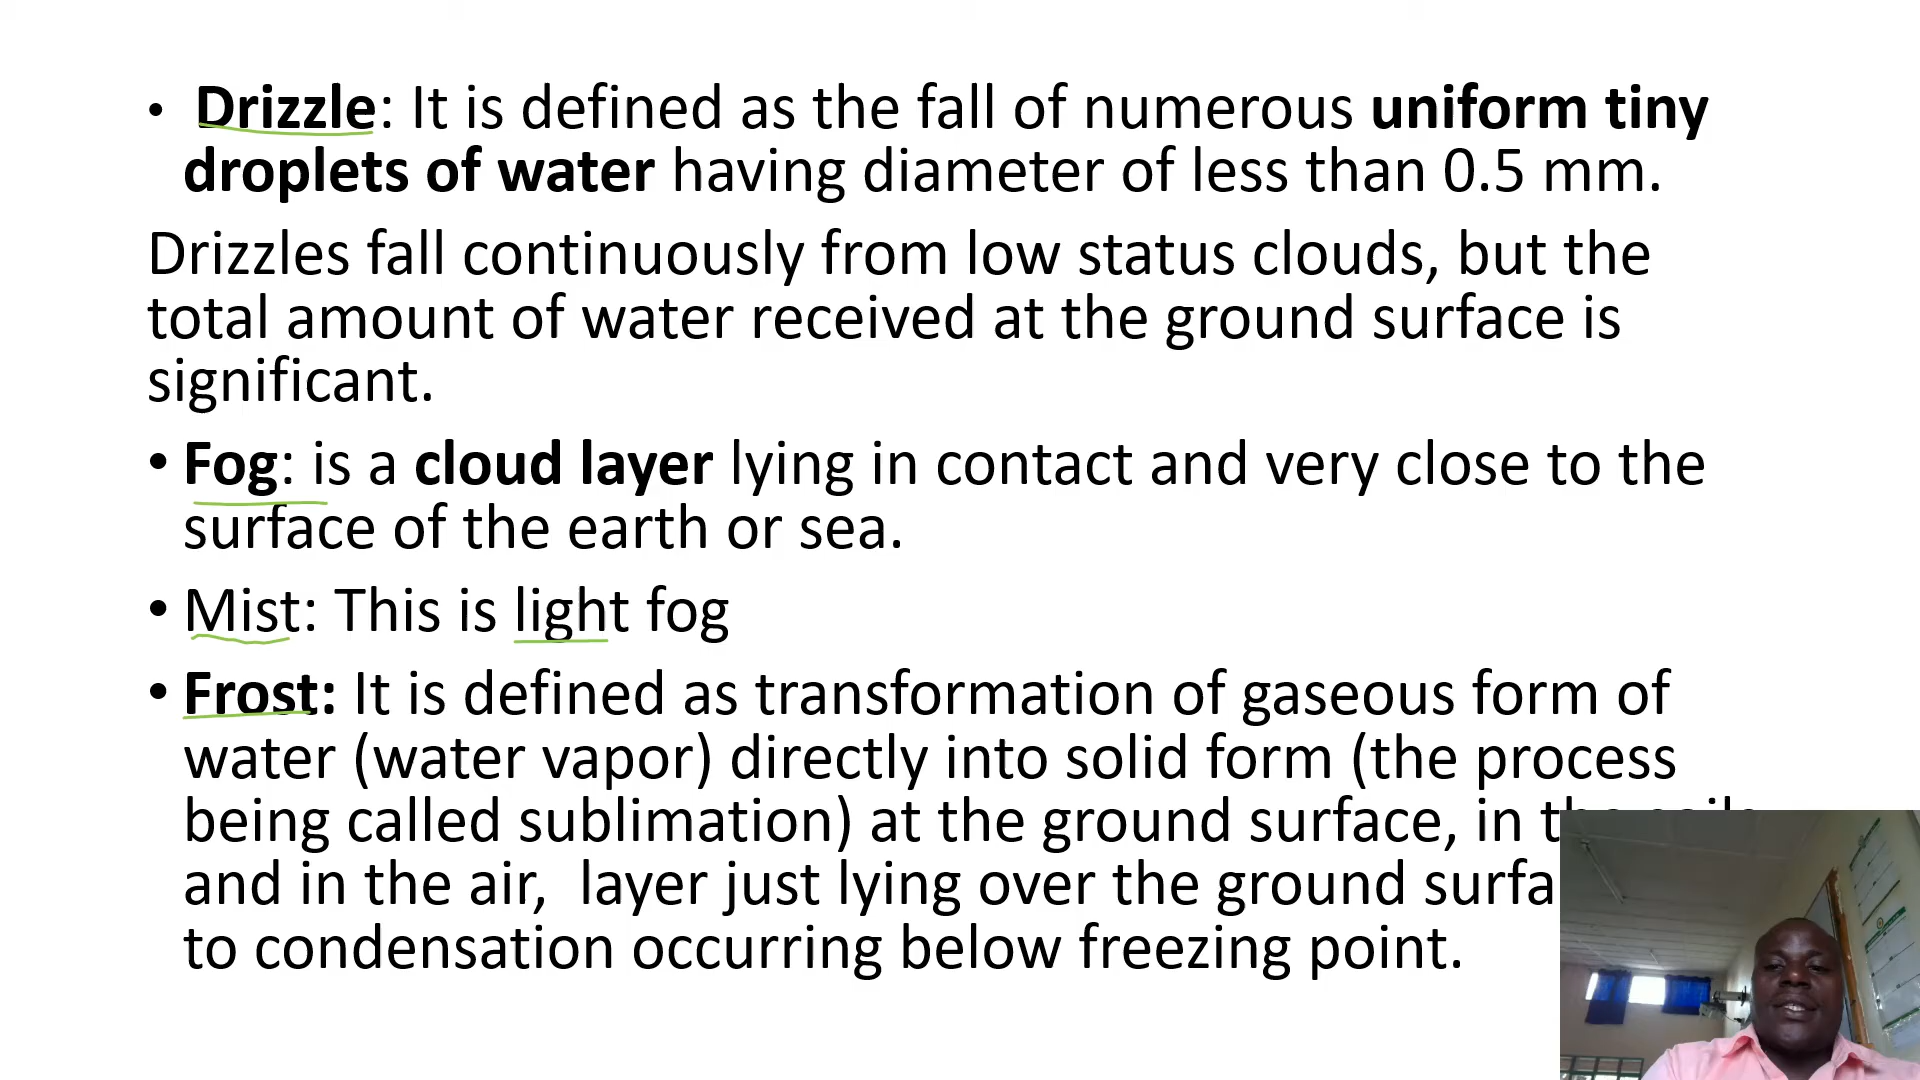 • Drizzle: It is defined as the fall of numerous uniform tiny
droplets of water having diameter of less than 0.5 mm.
Drizzles fall continuously from low status clouds, but the
total amount of water received at the ground surface is
significant.
• Fog: is a cloud layer lying in contact and very close to the
surface of the earth or sea.
• Mist: This is light fog
• Frost: It is defined as transformation of gaseous form of
water (water vapor) directly into solid form (the process
being called sublimation) at the ground surface, in
and in the air, layer just lying over the ground
to condensation occurring below freezing point.